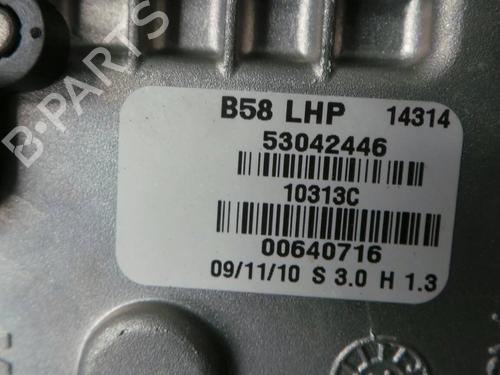 B-PARTS
B58 LHP 14314
53042446
10313C
00640716
09/11/10 S 3.0 H 1.3